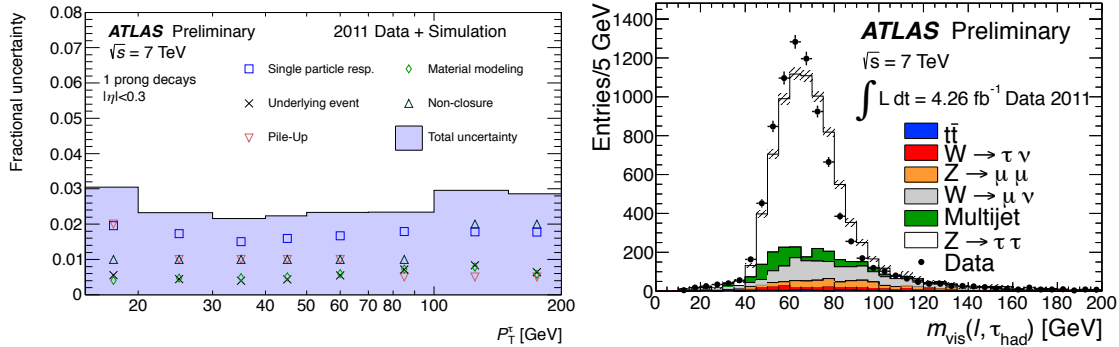 0.08
0.07
0.06
0.05
0.04
0.03
0.02
0.01
0
Fractional uncertainty
ATLAS Preliminary
2011 Data + Simulation
√s = 7 TeV
1 prong decays
|η|<0.3
Single particle resp.
Material modeling
Underlying event
Non-closure
Pile-Up
Total uncertainty
20 30 40 50 60 70 80 100 200
P_T^τ [GeV]
1400
1200
1000
800
600
400
200
0
Entries/5 GeV
ATLAS Preliminary
√s = 7 TeV
∫ L dt = 4.26 fb⁻¹ Data 2011
tt̄
W → τ ν
Z → μ μ
W → μ ν
Multijet
Z → τ τ
Data
0 20 40 60 80 100 120 140 160 180 200
m_vis(l, τ_had) [GeV]